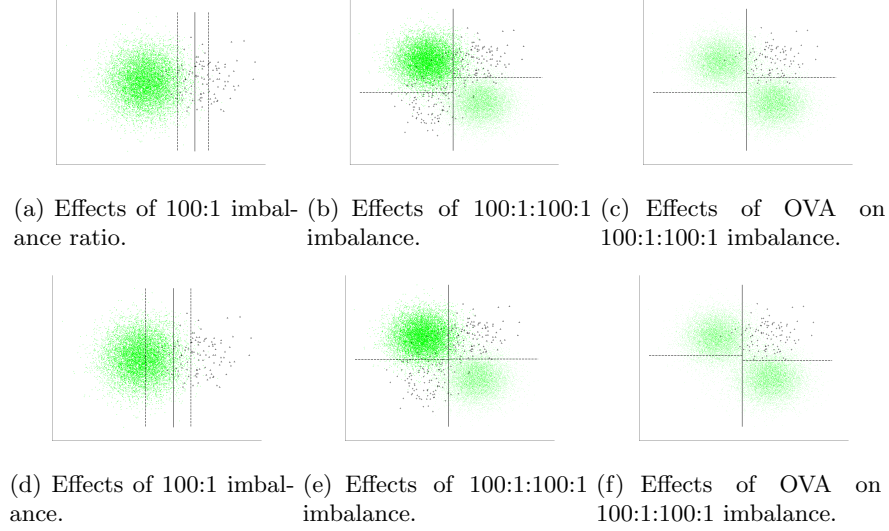 (a) Effects of 100:1 imbal-
ance ratio.
(b) Effects of 100:1:100:1
imbalance.
(c) Effects of OVA on
100:1:100:1 imbalance.
(d) Effects of 100:1 imbal-
ance.
(e) Effects of 100:1:100:1
imbalance.
(f) Effects of OVA on
100:1:100:1 imbalance.